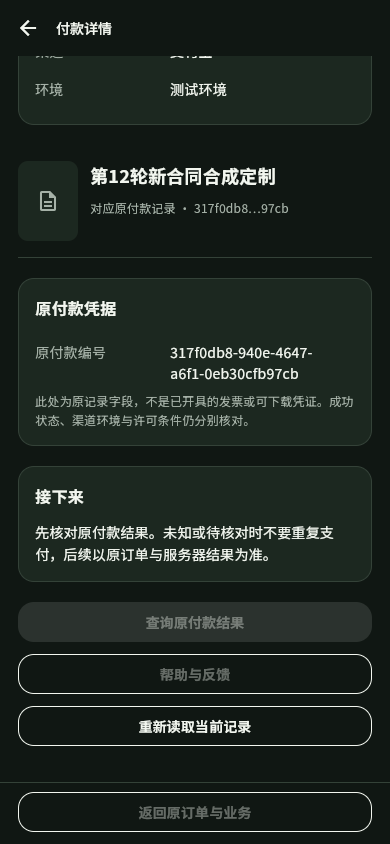 付款详情
环境 测试环境
第12轮新合同合成定制
对应原付款记录 · 317f0db8…97cb
原付款凭据
原付款编号 317f0db8-940e-4647-
a6f1-0eb30cfb97cb
此处为原记录字段，不是已开具的发票或可下载凭证。成功
状态、渠道环境与许可条件仍分别核对。
接下来
先核对原付款结果。未知或待核对时不要重复支
付，后续以原订单与服务器结果为准。
查询原付款结果
帮助与反馈
重新读取当前记录
返回原订单与业务